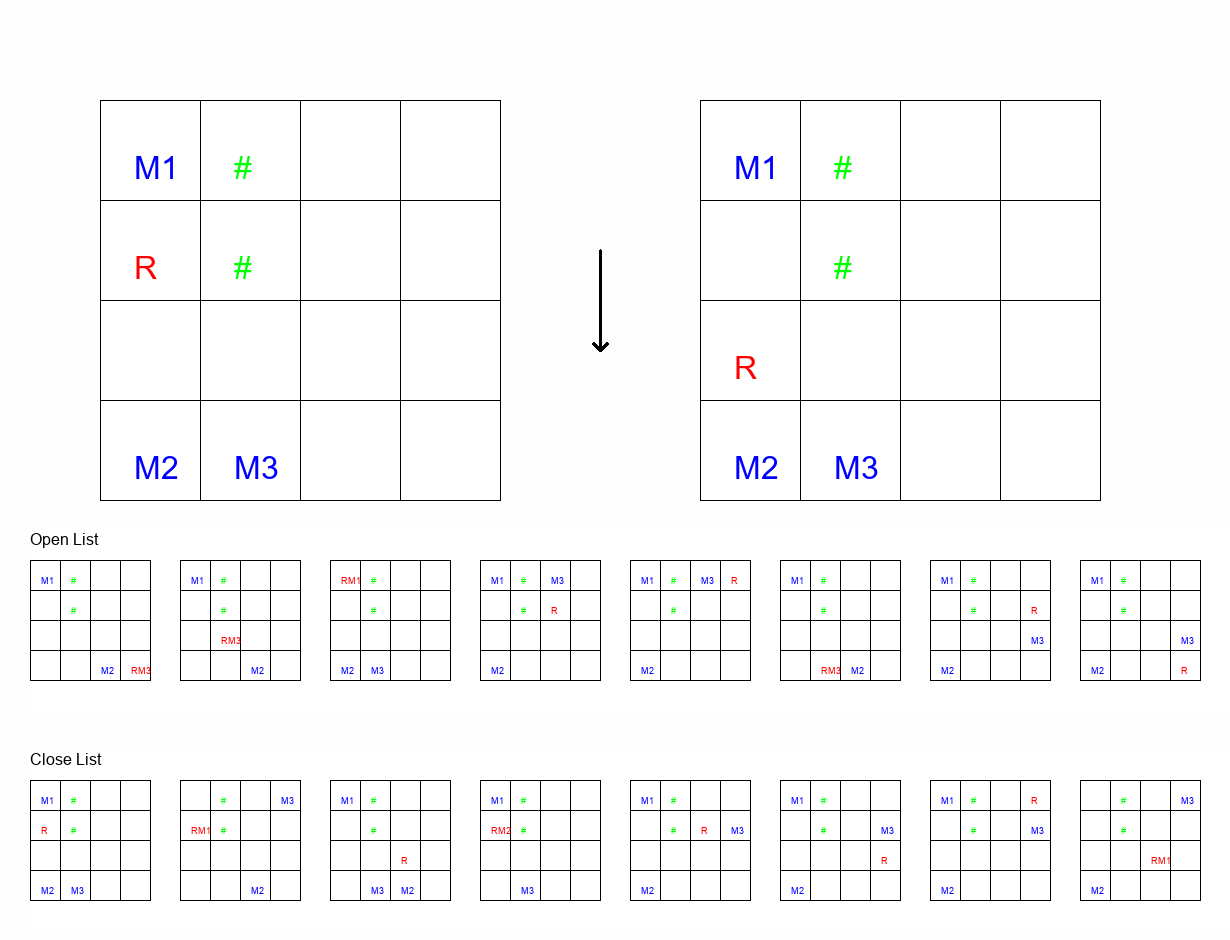 M1 # M1 #
R # #
R
M2 M3 M2 M3
Open List
M1 # M1 # RM1 # M1 # M3 M1 # M3 R M1 # M1 # M1 #
# # # # R # # # R #
RM3 M3 M3
M2 RM3 M2 M2 M3 M2 M2 RM3 M2 M2 M2 R
Close List
M1 # # M3 M1 # M1 # M1 # M1 # M1 # R # M3
R # RM1 # # RM2 # # R M3 # M3 # M3 #
R R RM1
M2 M3 M2 M3 M2 M3 M2 M2 M2 M2